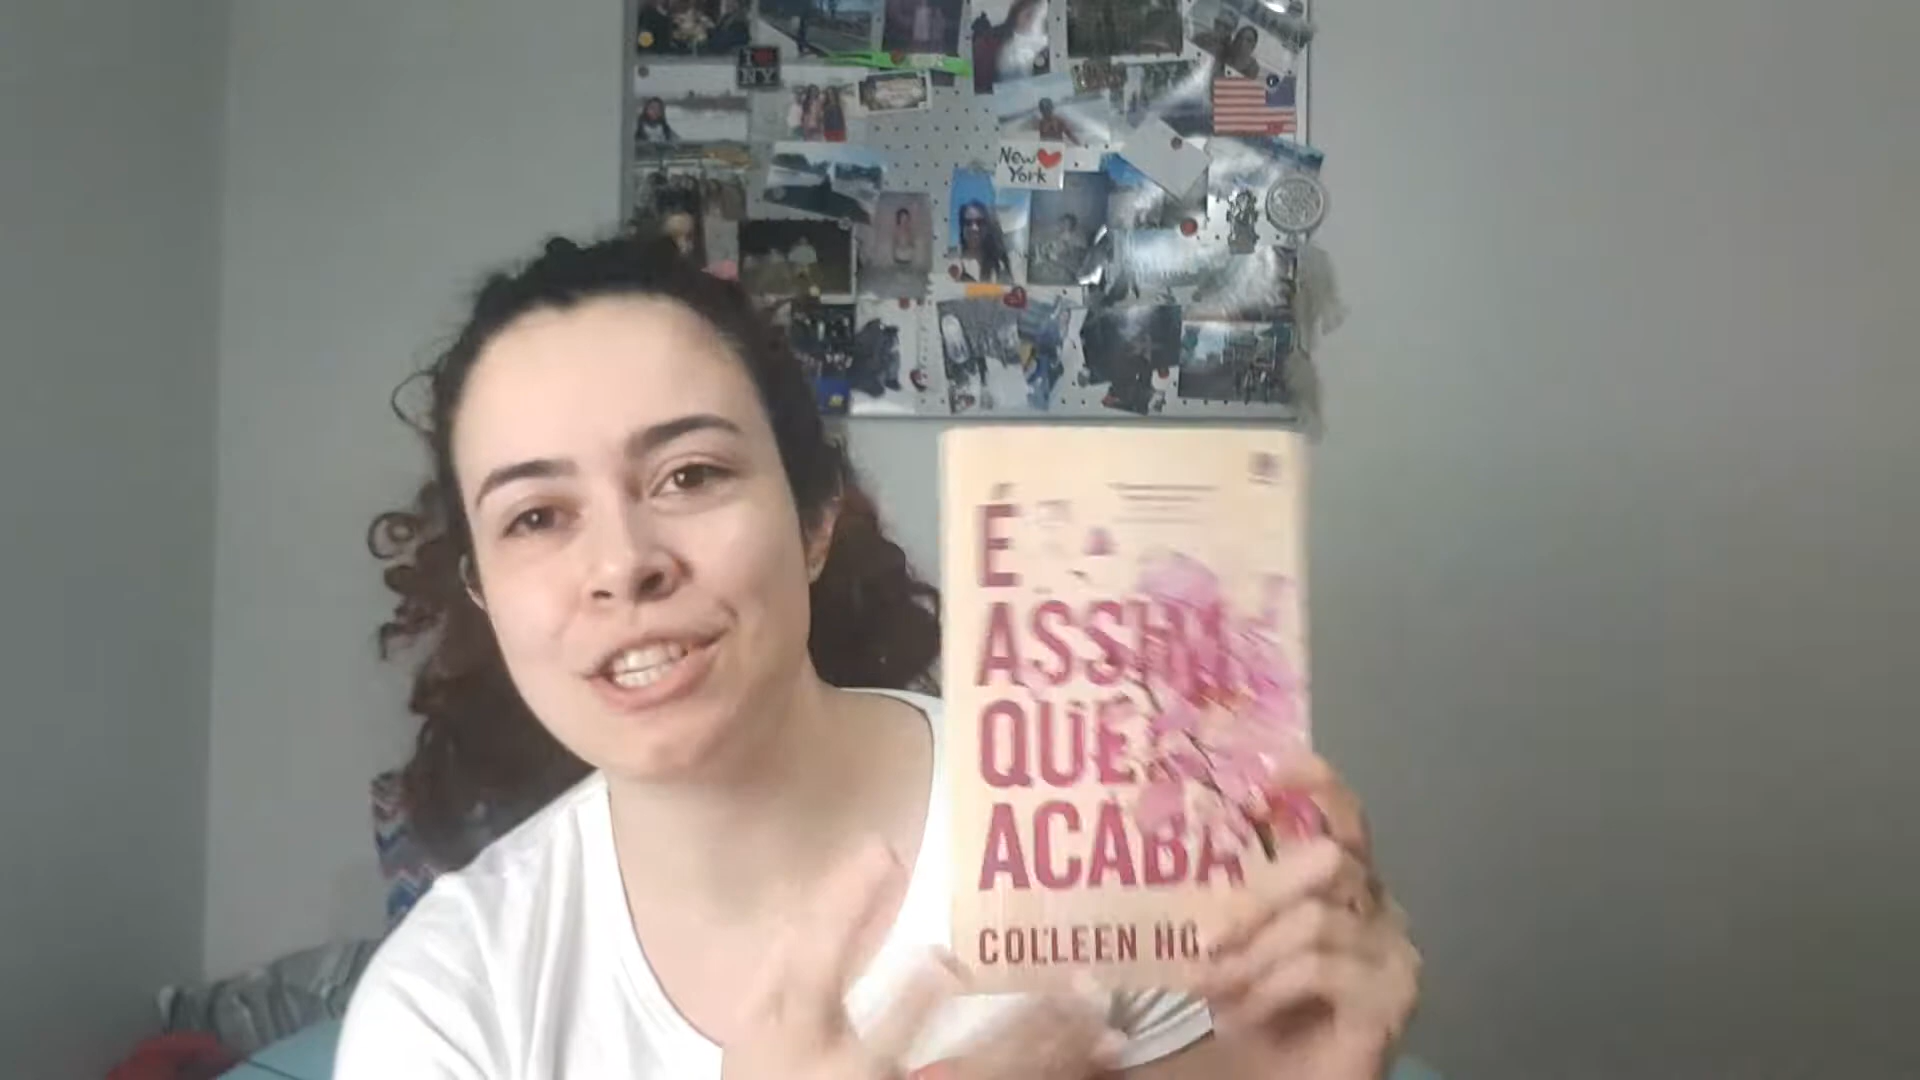 I ♥ NY
New ♥
York
É
ASSIM
QUE
ACABA
COLLEEN HO